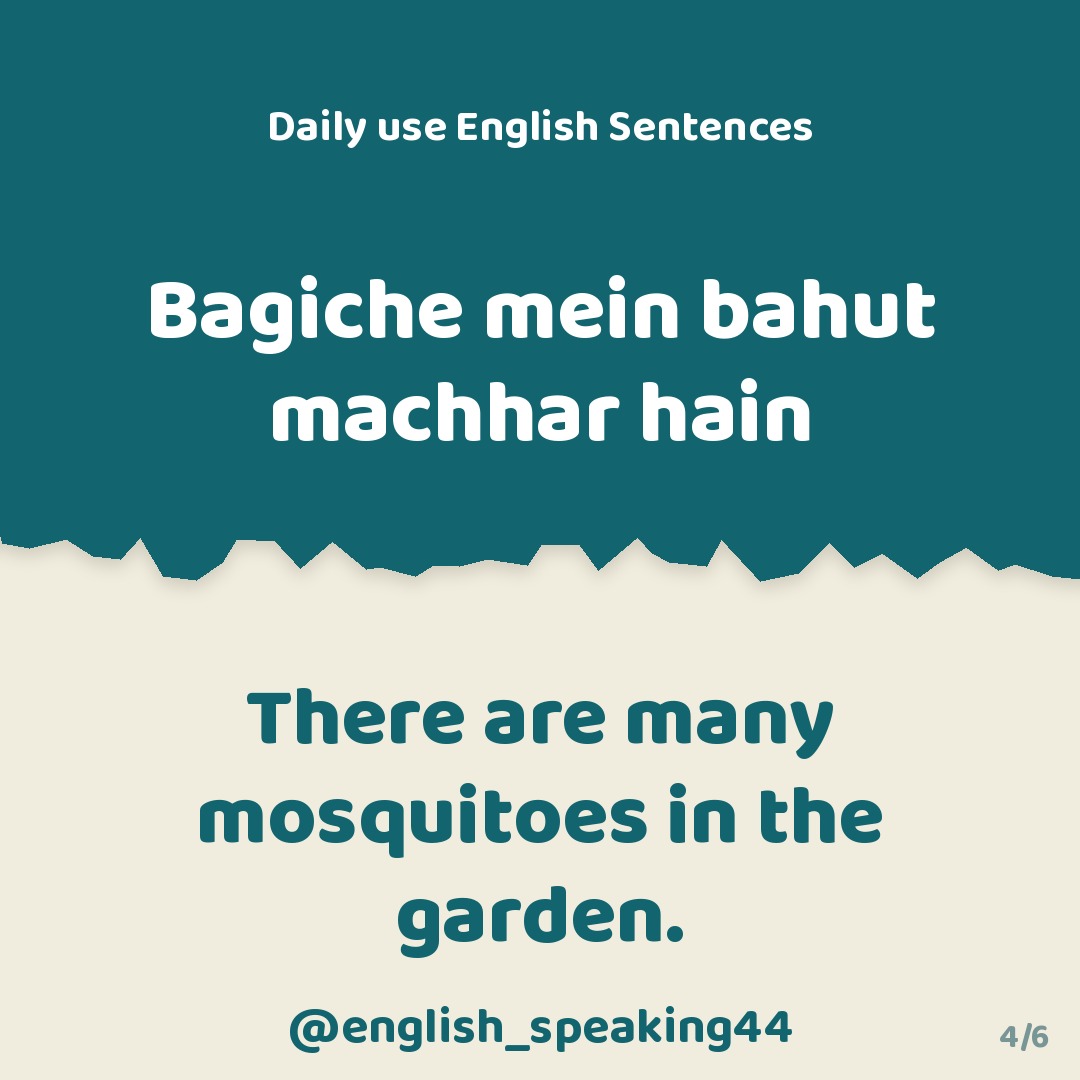 Daily use English Sentences
Bagiche mein bahut
machhar hain
There are many
mosquitoes in the
garden.
@english_speaking44
4/6